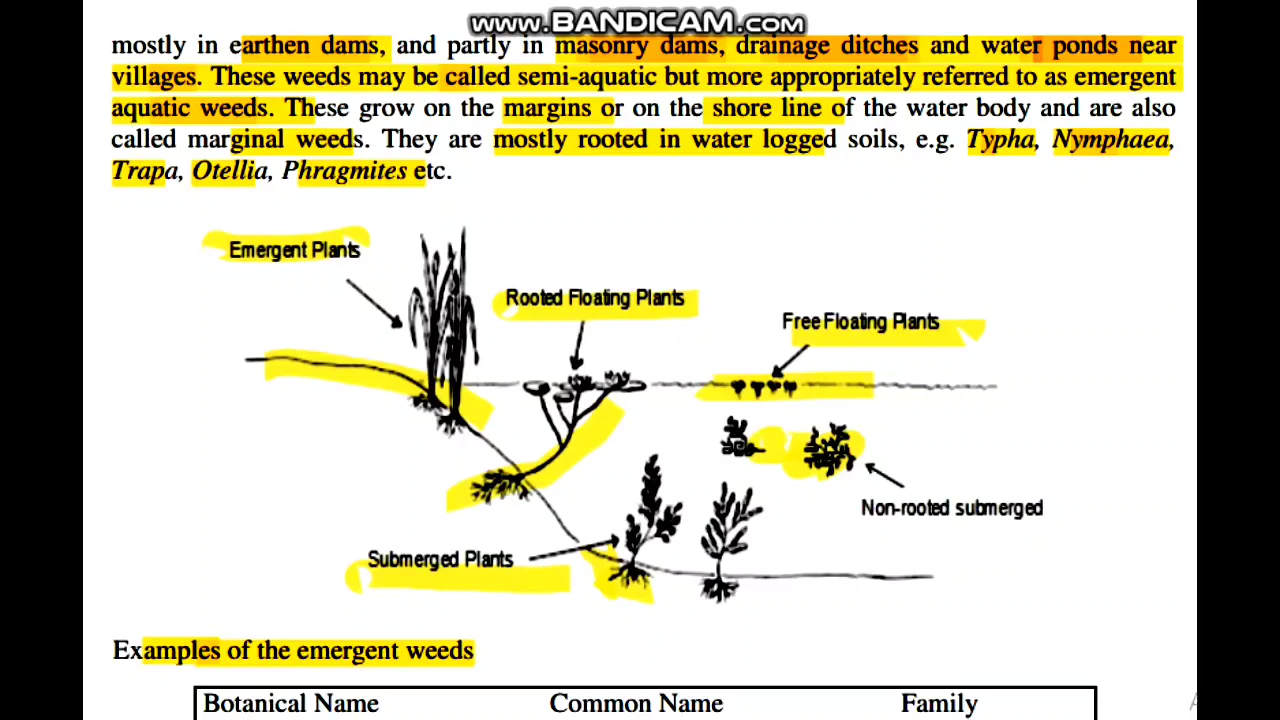 www.BANDICAM.com
mostly in earthen dams, and partly in masonry dams, drainage ditches and water ponds near
villages. These weeds may be called semi-aquatic but more appropriately referred to as emergent
aquatic weeds. These grow on the margins or on the shore line of the water body and are also
called marginal weeds. They are mostly rooted in water logged soils, e.g. Typha, Nymphaea,
Trapa, Otellia, Phragmites etc.
Emergent Plants
Rooted Floating Plants
Free Floating Plants
Non-rooted submerged
Submerged Plants
Examples of the emergent weeds
Botanical Name Common Name Family